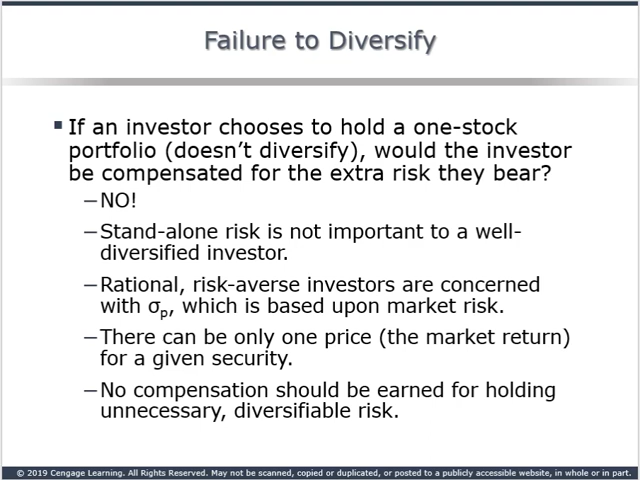 Failure to Diversify
▪ If an investor chooses to hold a one-stock
portfolio (doesn't diversify), would the investor
be compensated for the extra risk they bear?
–NO!
–Stand-alone risk is not important to a well-
diversified investor.
–Rational, risk-averse investors are concerned
with σp, which is based upon market risk.
–There can be only one price (the market return)
for a given security.
–No compensation should be earned for holding
unnecessary, diversifiable risk.
© 2019 Cengage Learning. All Rights Reserved. May not be scanned, copied or duplicated, or posted to a publicly accessible website, in whole or in part.